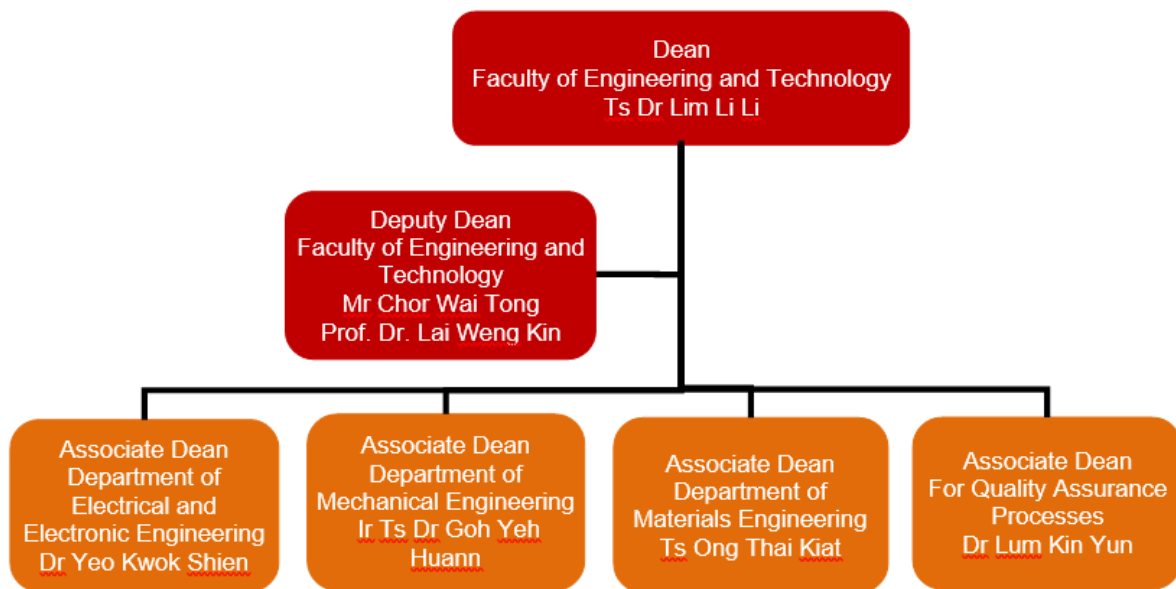 Dean
Faculty of Engineering and Technology
Ts Dr Lim Li Li
Deputy Dean
Faculty of Engineering and
Technology
Mr Chor Wai Tong
Prof. Dr. Lai Weng Kin
Associate Dean
Department of
Electrical and
Electronic Engineering
Dr Yeo Kwok Shien
Associate Dean
Department of
Mechanical Engineering
Ir Ts Dr Goh Yeh
Huann
Associate Dean
Department of
Materials Engineering
Ts Ong Thai Kiat
Associate Dean
For Quality Assurance
Processes
Dr Lum Kin Yun